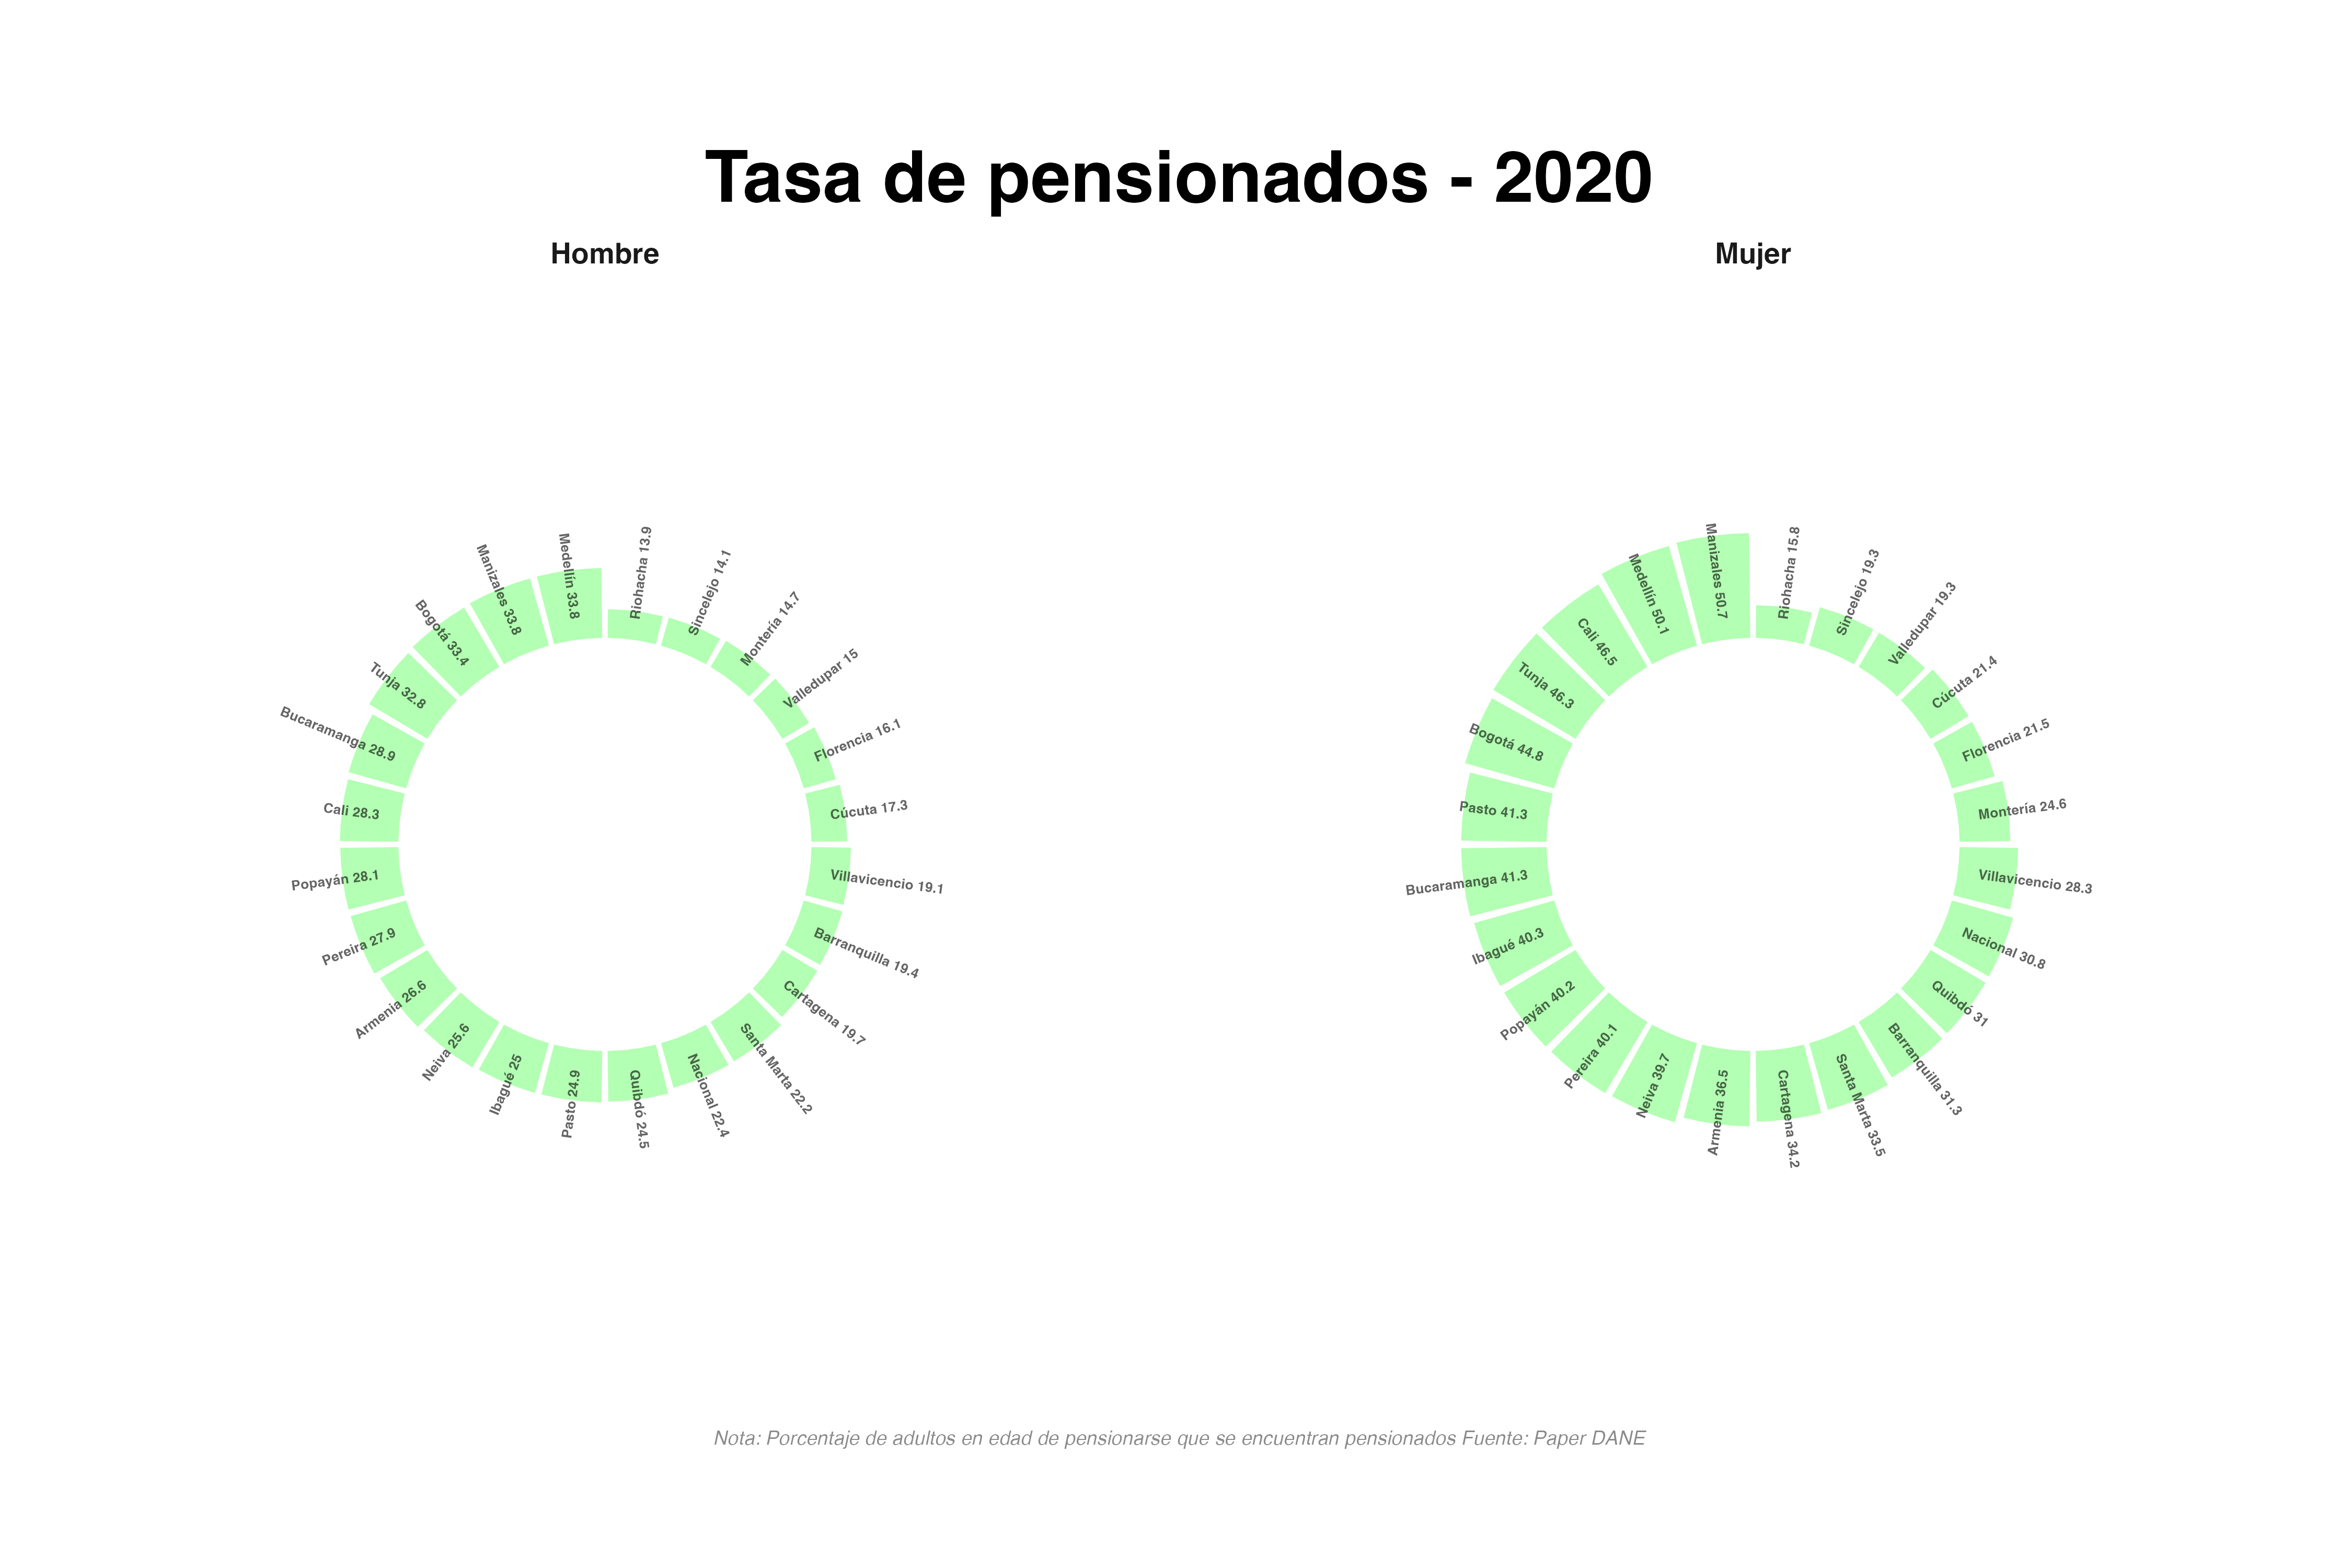 Tasa de pensionados - 2020
Hombre
Riohacha 13.9
Sincelejo 14.1
Montería 14.7
Valledupar 15
Florencia 16.1
Cúcuta 17.3
Villavicencio 19.1
Barranquilla 19.4
Cartagena 19.7
Santa Marta 22.2
Nacional 22.4
Quibdó 24.5
Pasto 24.9
Ibagué 25
Neiva 25.6
Armenia 26.6
Pereira 27.9
Popayán 28.1
Cali 28.3
Bucaramanga 28.9
Tunja 32.8
Bogotá 33.4
Manizales 33.8
Medellín 33.8
Mujer
Riohacha 15.8
Sincelejo 19.3
Valledupar 19.3
Cúcuta 21.4
Florencia 21.5
Montería 24.6
Villavicencio 28.3
Nacional 30.8
Quibdó 31
Barranquilla 31.3
Santa Marta 33.5
Cartagena 34.2
Armenia 36.5
Neiva 39.7
Pereira 40.1
Popayán 40.2
Ibagué 40.3
Bucaramanga 41.3
Pasto 41.3
Bogotá 44.8
Tunja 46.3
Cali 46.5
Medellín 50.1
Manizales 50.7
Nota: Porcentaje de adultos en edad de pensionarse que se encuentran pensionados Fuente: Paper DANE